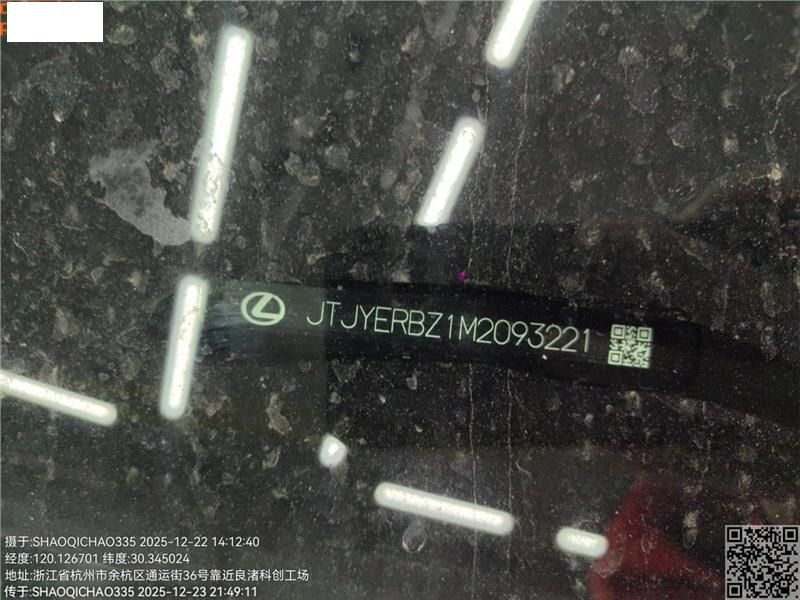 JTJYERBZ1M2093221
摄于:SHAOQICHAO335 2025-12-22 14:12:40
经度:120.126701 纬度:30.345024
地址:浙江省杭州市余杭区通运街36号靠近良渚科创工场
传于:SHAOQICHAO335 2025-12-23 21:49:11